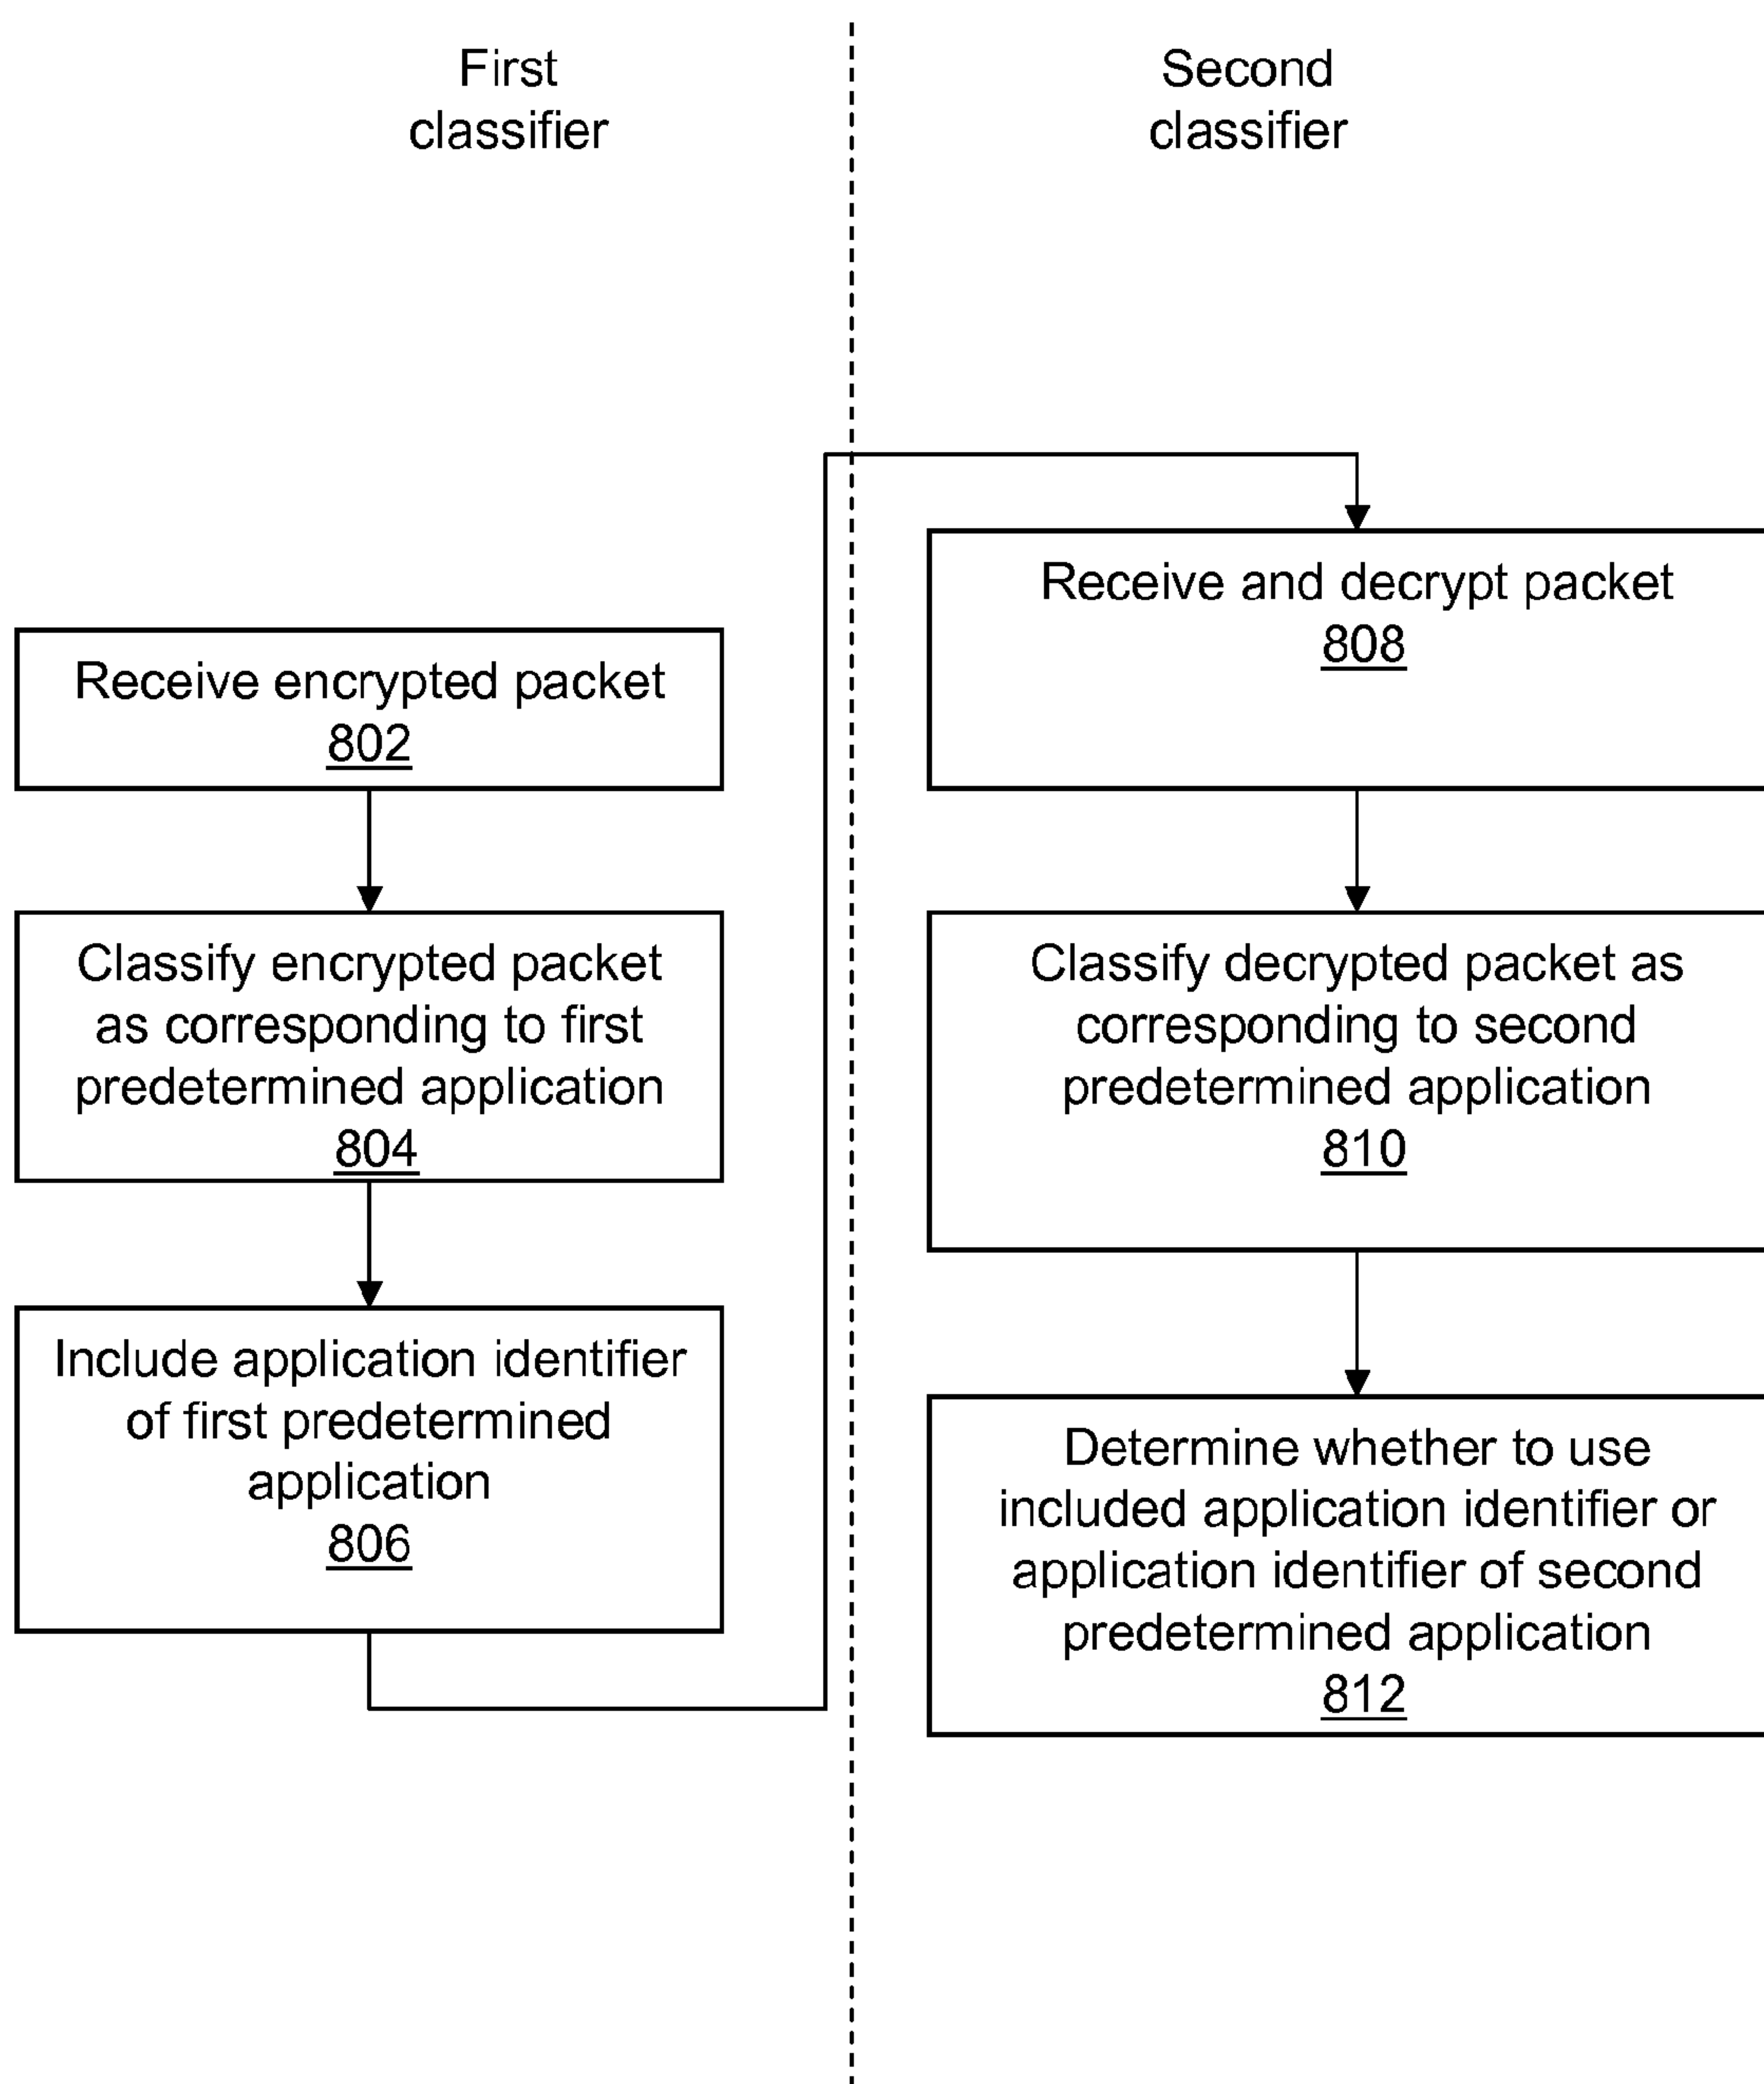 First
classifier
Receive encrypted packet
802
Classify encrypted packet
as corresponding to first
predetermined application
804
Include application identifier
of first predetermined
application
806
Second
classifier
Receive and decrypt packet
808
Classify decrypted packet as
corresponding to second
predetermined application
810
Determine whether to use
included application identifier or
application identifier of second
predetermined application
812